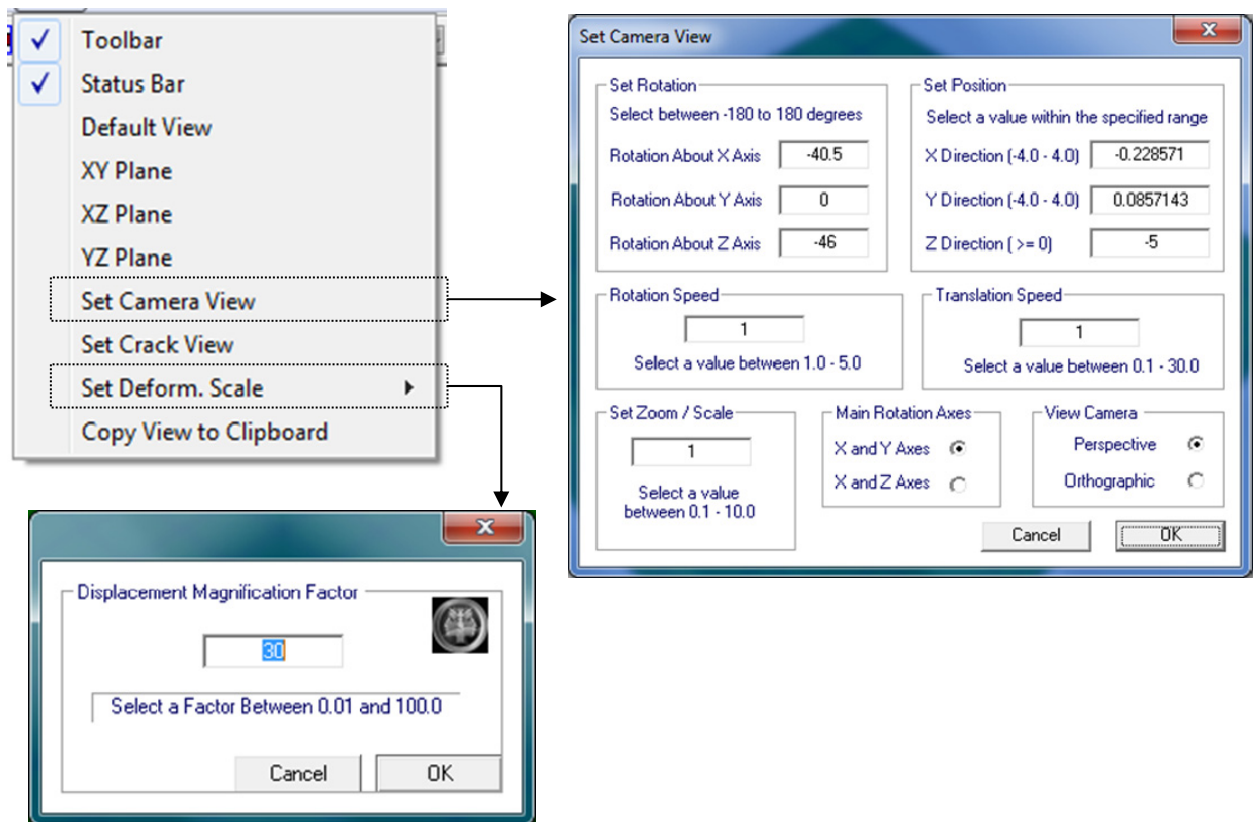 Toolbar
Status Bar
Default View
XY Plane
XZ Plane
YZ Plane
Set Camera View
Set Crack View
Set Deform. Scale
Copy View to Clipboard
Set Camera View
Set Rotation
Select between -180 to 180 degrees
Rotation About X Axis -40.5
Rotation About Y Axis 0
Rotation About Z Axis -46
Set Position
Select a value within the specified range
X Direction (-4.0 - 4.0) -0.228571
Y Direction (-4.0 - 4.0) 0.0857143
Z Direction ( >= 0) -5
Rotation Speed
1
Select a value between 1.0 - 5.0
Translation Speed
1
Select a value between 0.1 - 30.0
Set Zoom / Scale
1
Select a value
between 0.1 - 10.0
Main Rotation Axes
X and Y Axes
X and Z Axes
View Camera
Perspective
Orthographic
Cancel OK
Displacement Magnification Factor
30
Select a Factor Between 0.01 and 100.0
Cancel OK